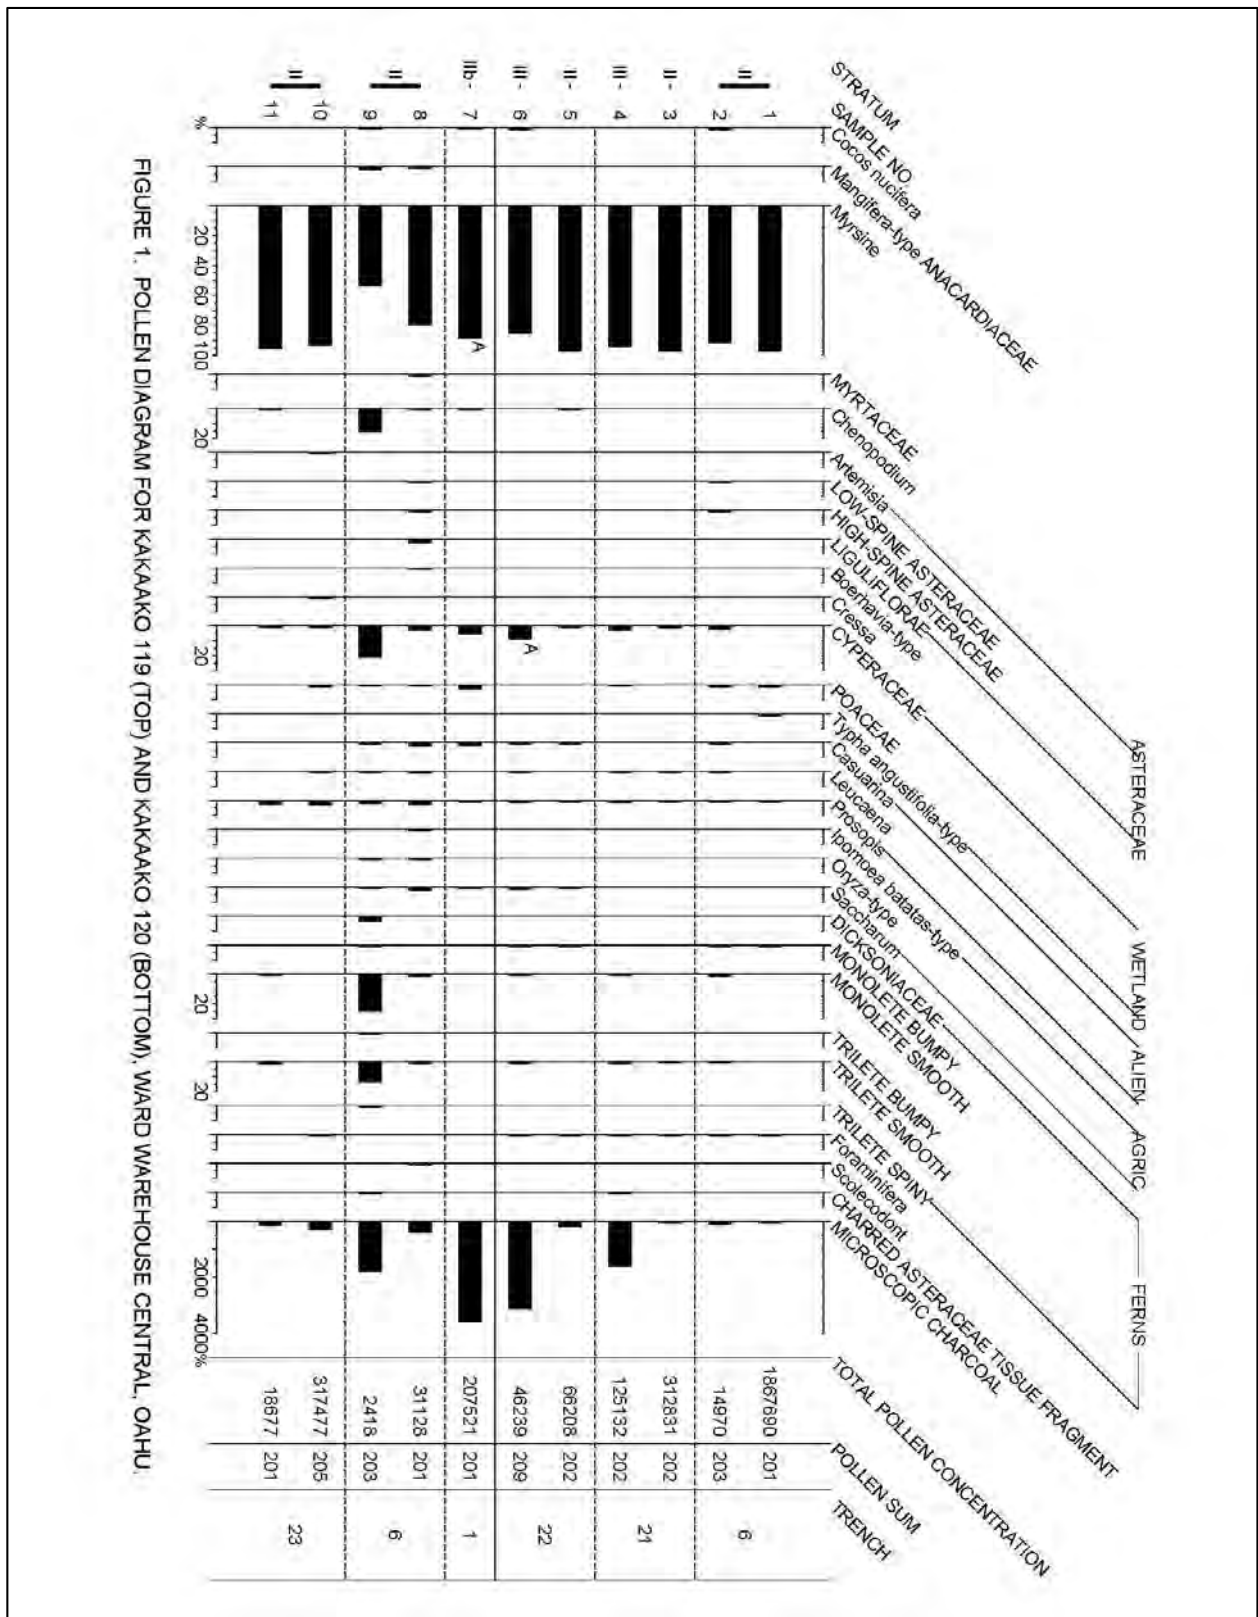 ASTERACEAE
WETLAND
ALIEN
AGRIC
FERNS
STRATUM
SAMPLE NO.
Cocos nucifera
Mangifera-type ANACARDIACEAE
Myrsine
MYRTACEAE
Chenopodium
Artemisia
LOW-SPINE ASTERACEAE
HIGH-SPINE ASTERACEAE
LIGULIFLORAE
Boerhavia-type
Cressa
CYPERACEAE
POACEAE
Typha angustifolia-type
Casuarina
Leucaena
Prosopis
Ipomoea batatas-type
Oryza-type
Saccharum
DICKSONIACEAE
MONOLETE BUMPY
MONOLETE SMOOTH
TRILETE BUMPY
TRILETE SMOOTH
TRILETE SPINY
Foraminifera
Scolecodont
CHARRED ASTERACEAE TISSUE FRAGMENT
MICROSCOPIC CHARCOAL
TOTAL POLLEN CONCENTRATION
POLLEN SUM
TRENCH
II 1 1867690 201
2 14970 203
6
II- 3 312831 202
III- 4 125132 202
21
II- 5 66208 202
III- 6 A 46239 209
22
IIb- 7 A 207521 201
1
II 8 31128 201
9 2418 203
6
II 10 317477 205
11 18677 201
23
% 20 40 60 80 100 20 20 20 20 2000 4000%
FIGURE 1. POLLEN DIAGRAM FOR KAKAAKO 119 (TOP) AND KAKAAKO 120 (BOTTOM), WARD WAREHOUSE CENTRAL, OAHU.